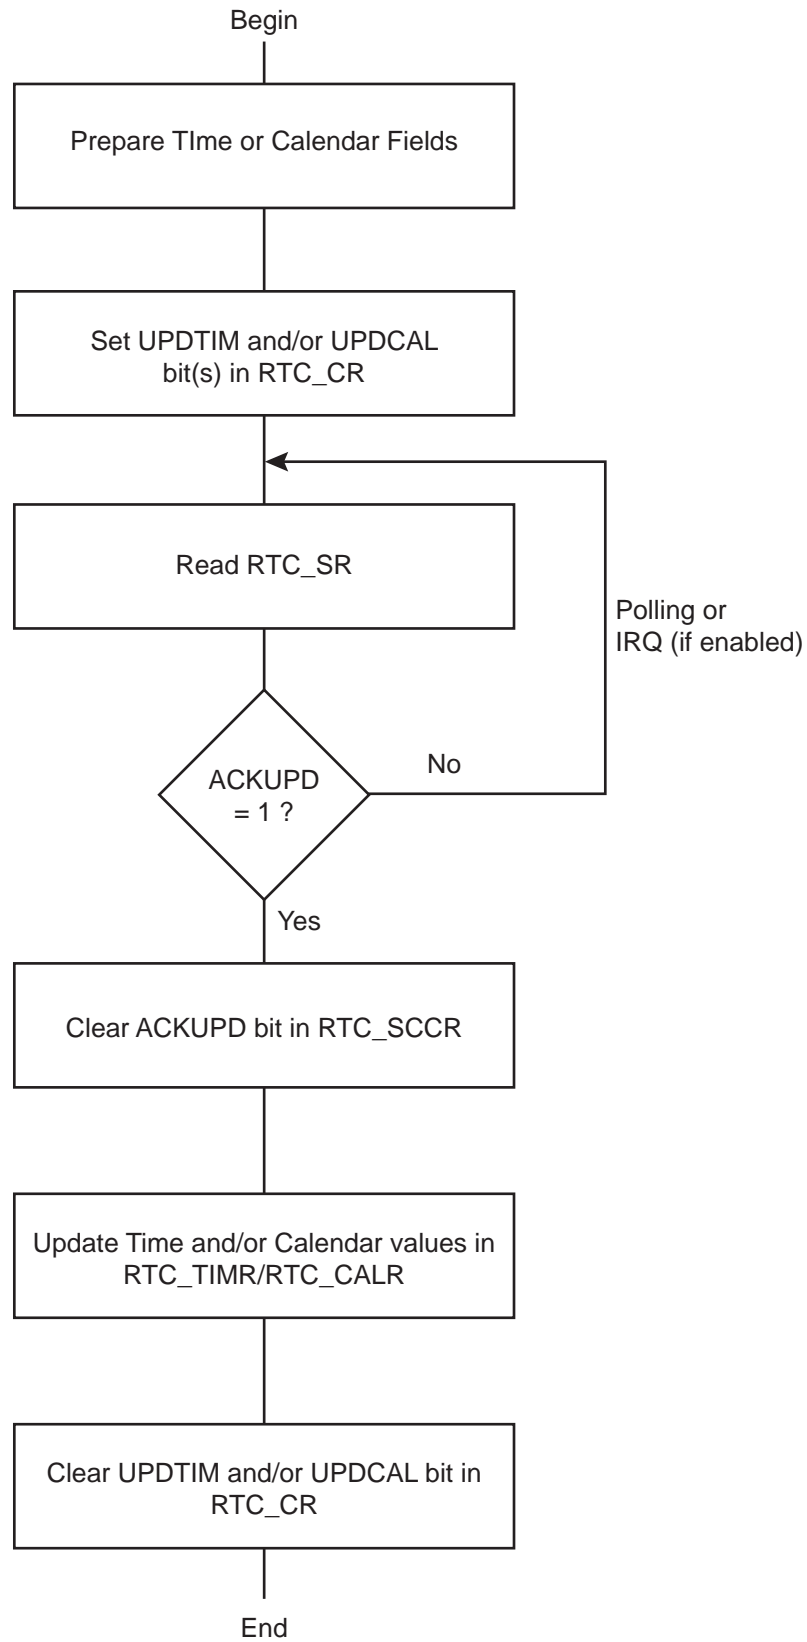 Begin
Prepare TIme or Calendar Fields
Set UPDTIM and/or UPDCAL
bit(s) in RTC_CR
Read RTC_SR
Polling or
IRQ (if enabled)
ACKUPD
= 1 ?
No
Yes
Clear ACKUPD bit in RTC_SCCR
Update Time and/or Calendar values in
RTC_TIMR/RTC_CALR
Clear UPDTIM and/or UPDCAL bit in
RTC_CR
End